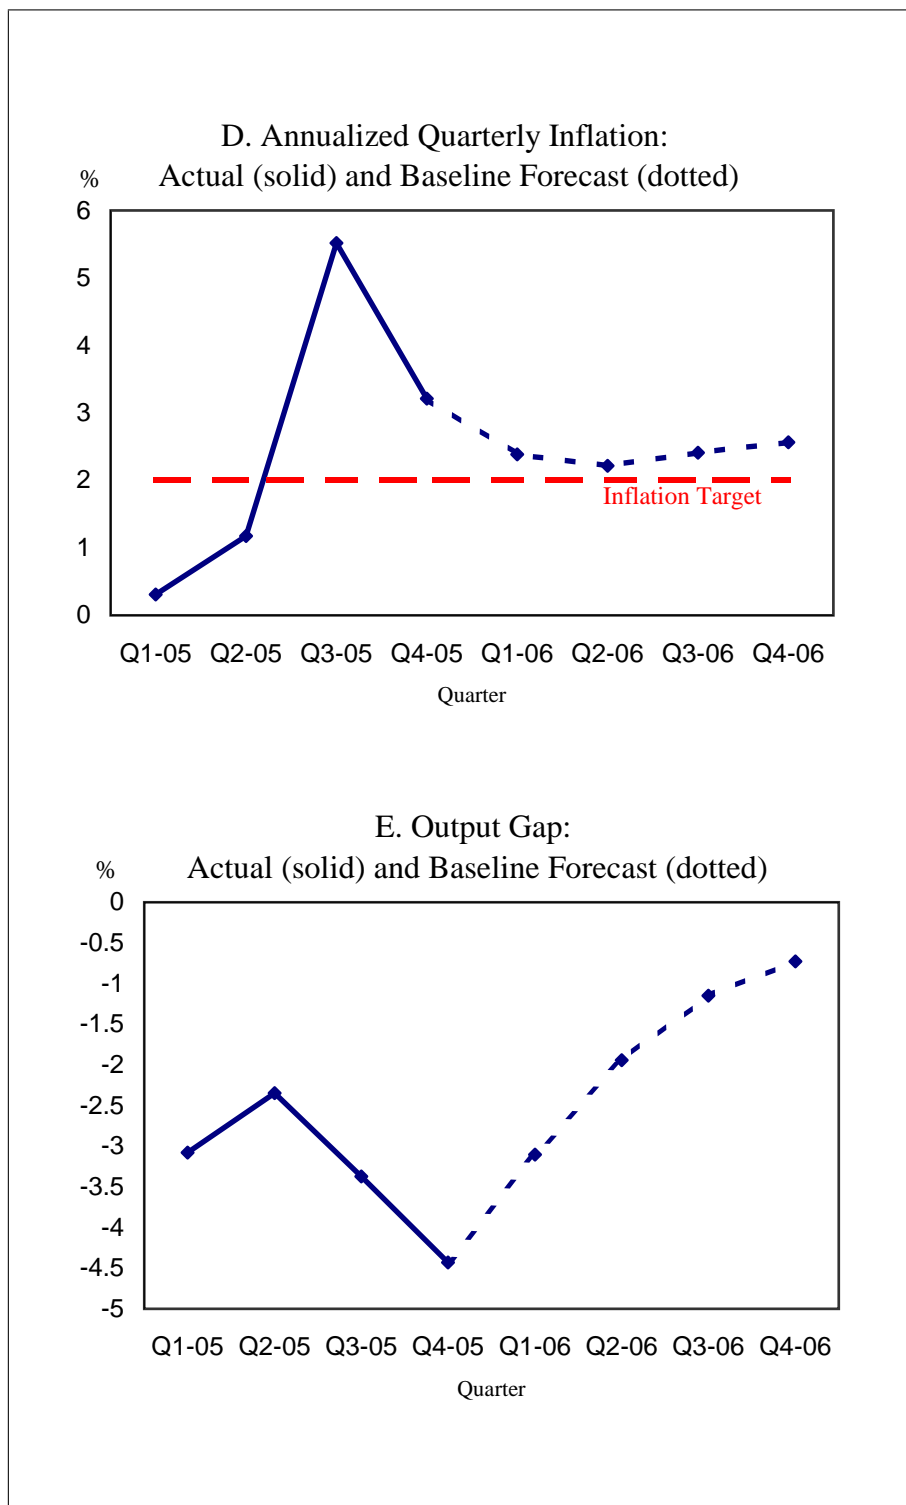 D. Annualized Quarterly Inflation:
% Actual (solid) and Baseline Forecast (dotted)
6
5
4
3
2
Inflation Target
1
0
Q1-05 Q2-05 Q3-05 Q4-05 Q1-06 Q2-06 Q3-06 Q4-06
Quarter
E. Output Gap:
% Actual (solid) and Baseline Forecast (dotted)
0
-0.5
-1
-1.5
-2
-2.5
-3
-3.5
-4
-4.5
-5
Q1-05 Q2-05 Q3-05 Q4-05 Q1-06 Q2-06 Q3-06 Q4-06
Quarter